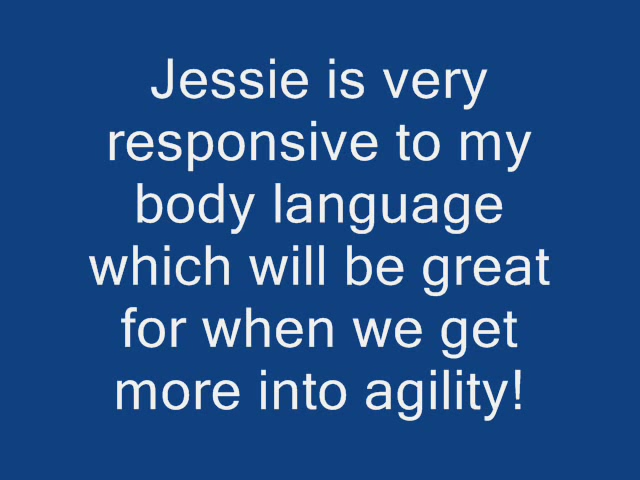 Jessie is very
responsive to my
body language
which will be great
for when we get
more into agility!